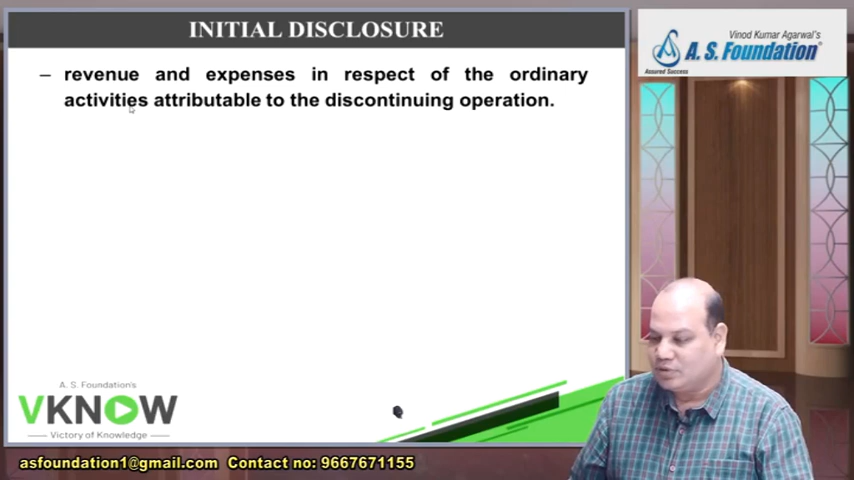 INITIAL DISCLOSURE
– revenue and expenses in respect of the ordinary
activities attributable to the discontinuing operation.
Vinod Kumar Agarwal's
A. S. Foundation®
Assured Success
A. S. Foundation's
VKNOW
Victory of Knowledge
asfoundation1@gmail.com Contact no: 9667671155